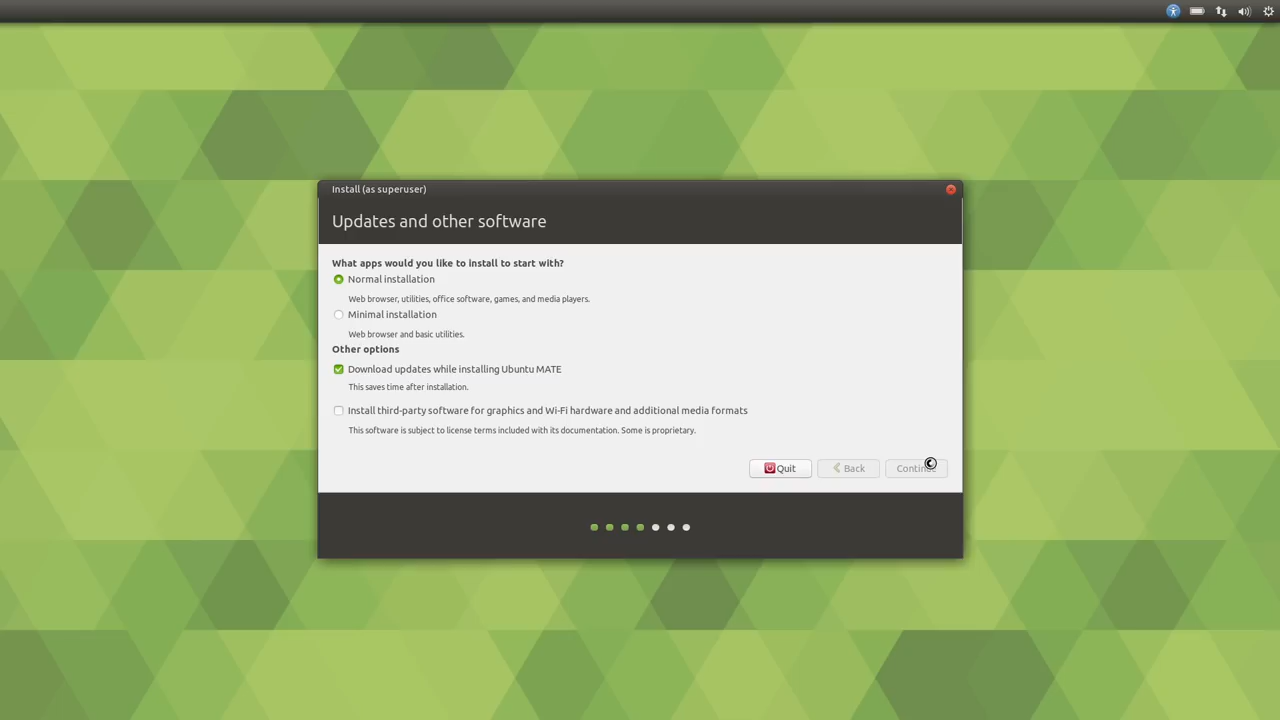 Install (as superuser)
Updates and other software
What apps would you like to install to start with?
Normal installation
Web browser, utilities, office software, games, and media players.
Minimal installation
Web browser and basic utilities.
Other options
Download updates while installing Ubuntu MATE
This saves time after installation.
Install third-party software for graphics and Wi-Fi hardware and additional media formats
This software is subject to license terms included with its documentation. Some is proprietary.
Quit Back Continue